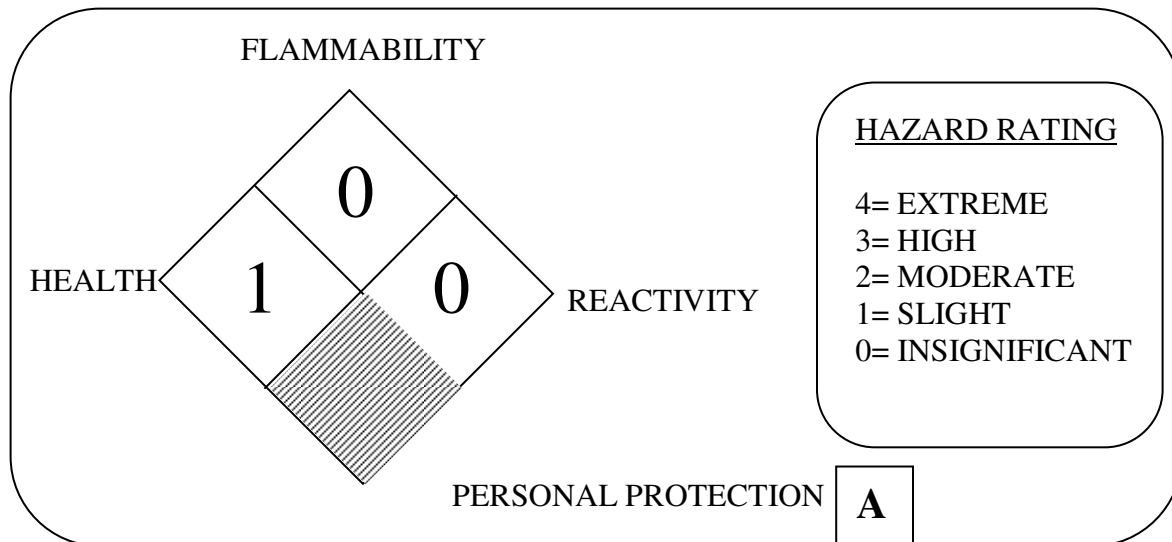 FLAMMABILITY
0
HEALTH
1
0
REACTIVITY
HAZARD RATING
4= EXTREME
3= HIGH
2= MODERATE
1= SLIGHT
0= INSIGNIFICANT
PERSONAL PROTECTION
A